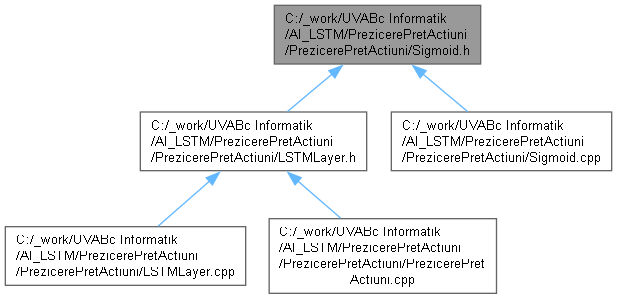 C:/_work/UVABc Informatik
/AI_LSTM/PrezicerePretActiuni
/PrezicerePretActiuni/Sigmoid.h
C:/_work/UVABc Informatik
/AI_LSTM/PrezicerePretActiuni
/PrezicerePretActiuni/LSTMLayer.h
C:/_work/UVABc Informatik
/AI_LSTM/PrezicerePretActiuni
/PrezicerePretActiuni/Sigmoid.cpp
C:/_work/UVABc Informatik
/AI_LSTM/PrezicerePretActiuni
/PrezicerePretActiuni/LSTMLayer.cpp
C:/_work/UVABc Informatik
/AI_LSTM/PrezicerePretActiuni
/PrezicerePretActiuni/PrezicerePret
Actiuni.cpp